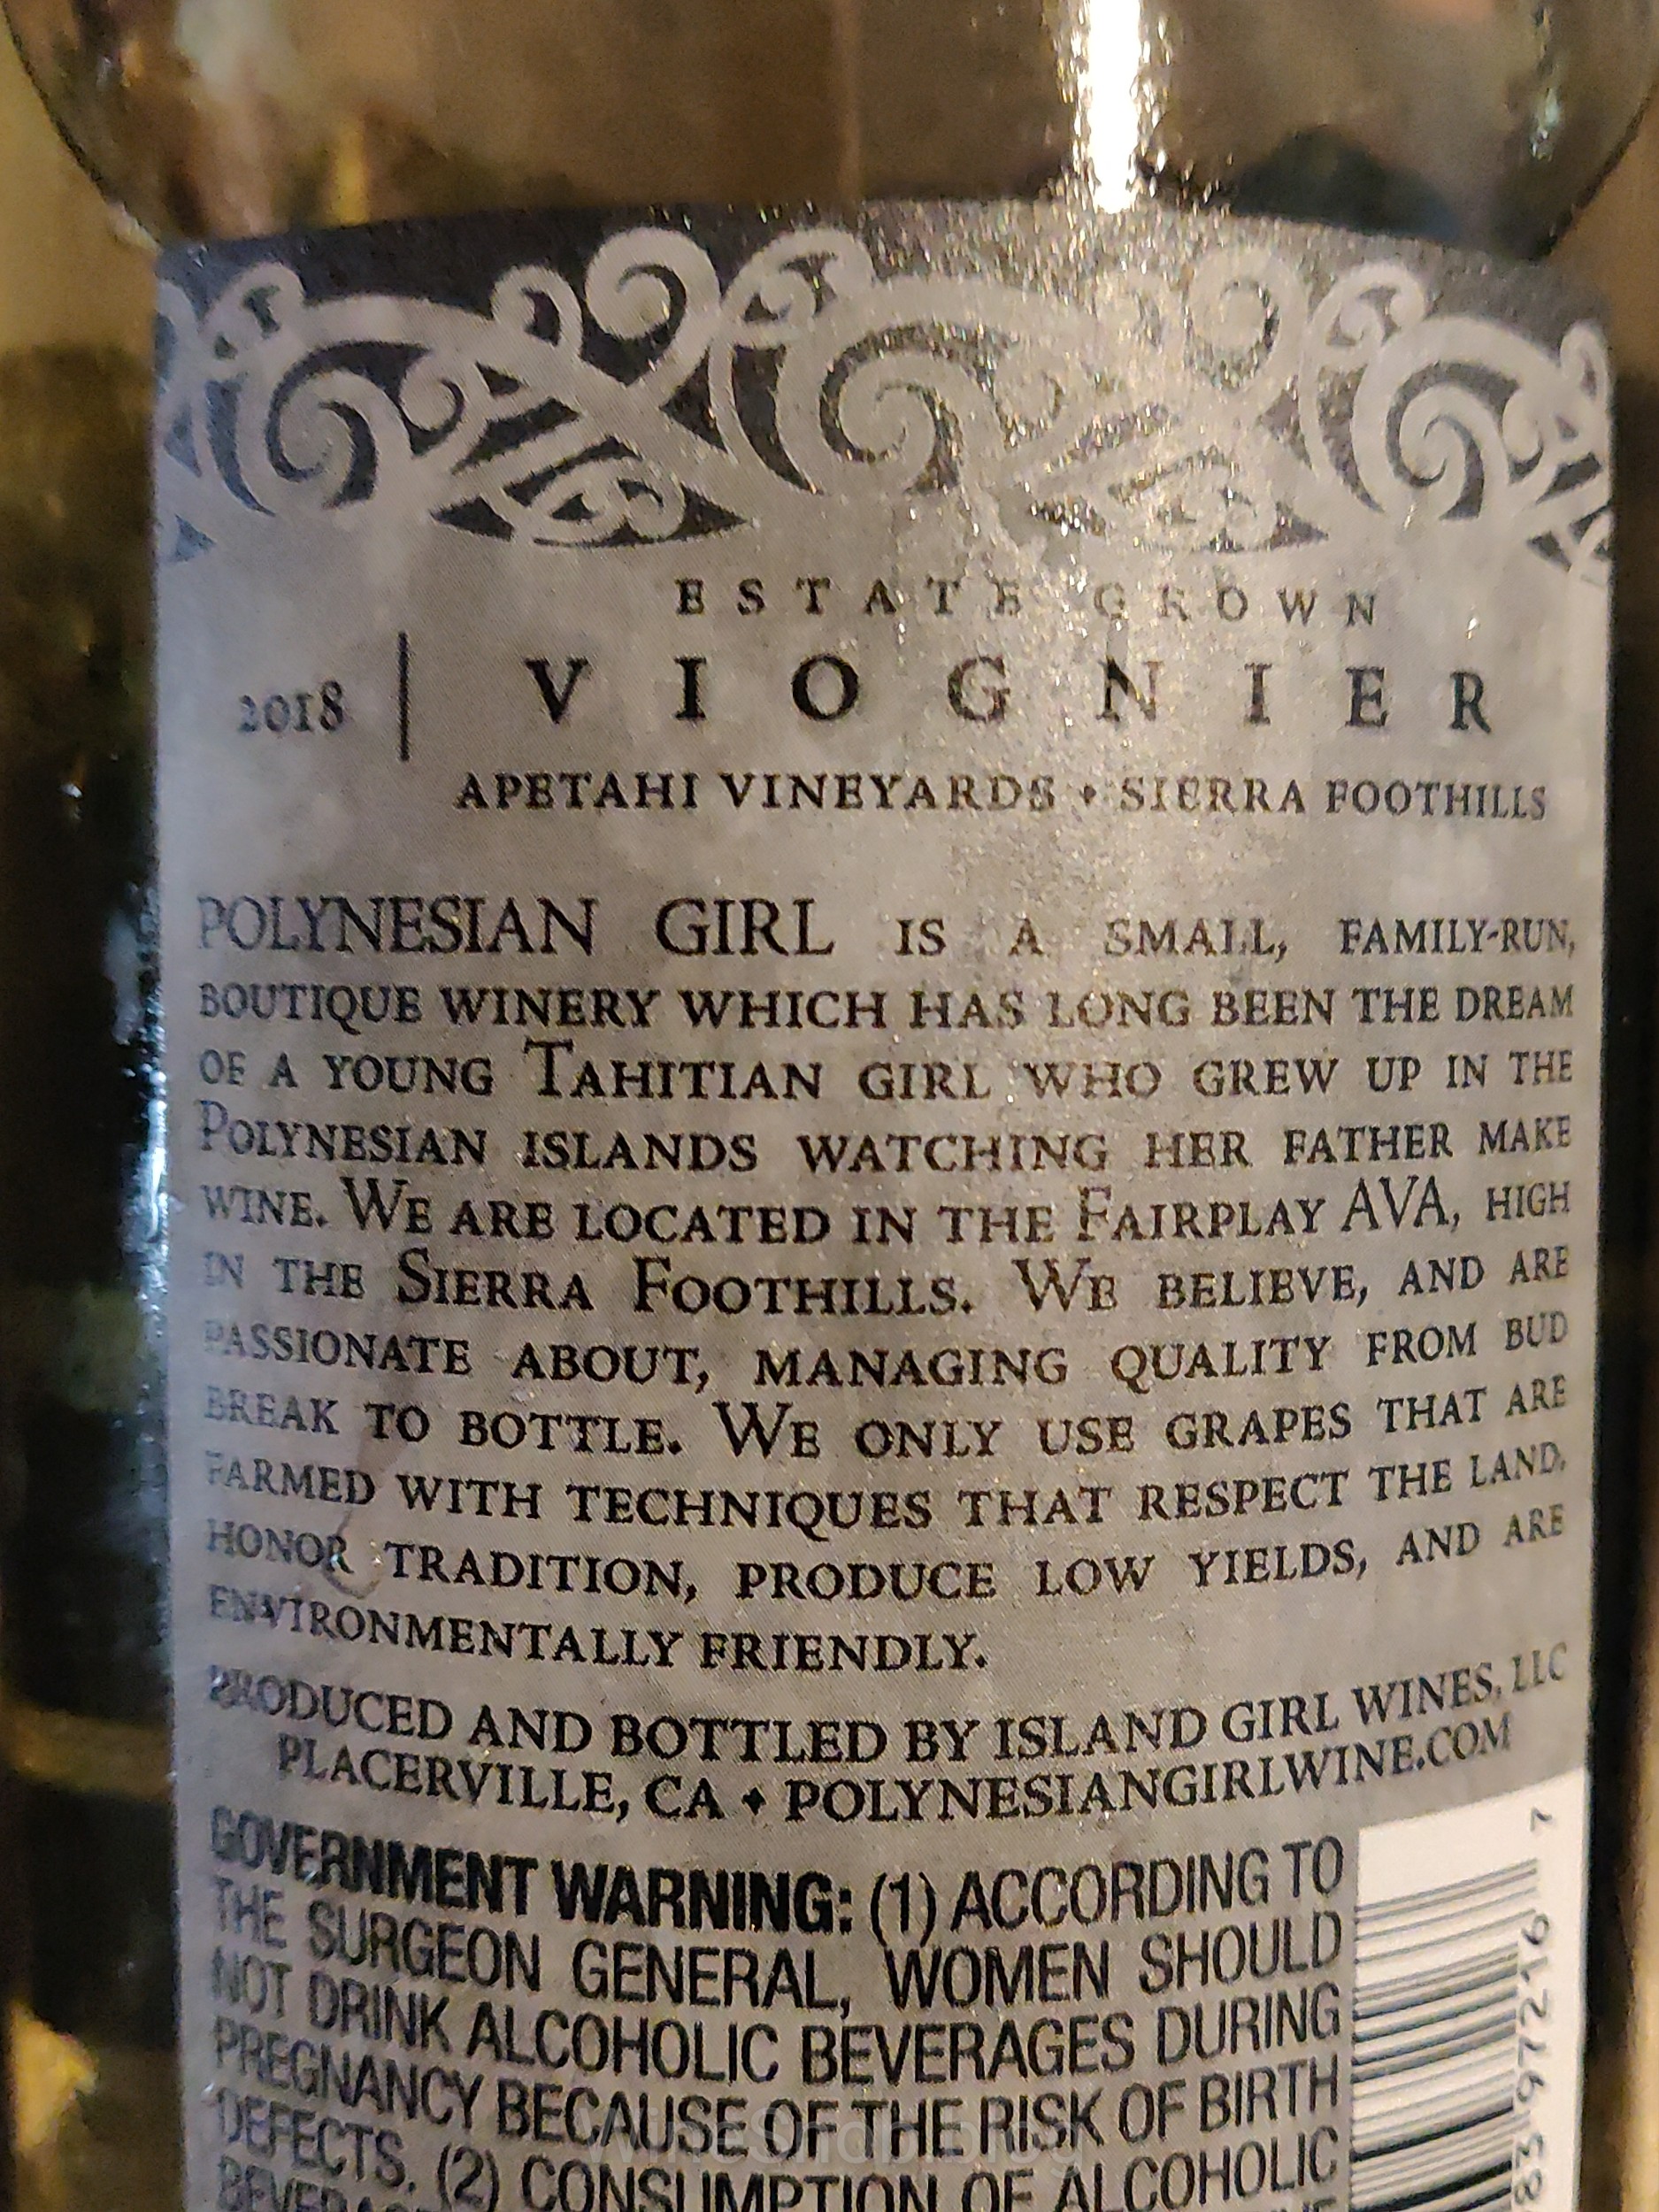 ESTATE GROWN
2018 | VIOGNIER
APETAHI VINEYARDS • SIERRA FOOTHILLS
POLYNESIAN GIRL IS A SMALL, FAMILY-RUN,
BOUTIQUE WINERY WHICH HAS LONG BEEN THE DREAM
OF A YOUNG TAHITIAN GIRL WHO GREW UP IN THE
POLYNESIAN ISLANDS WATCHING HER FATHER MAKE
WINE. WE ARE LOCATED IN THE FAIRPLAY AVA, HIGH
IN THE SIERRA FOOTHILLS. WE BELIEVE, AND ARE
PASSIONATE ABOUT, MANAGING QUALITY FROM BUD
BREAK TO BOTTLE. WE ONLY USE GRAPES THAT ARE
FARMED WITH TECHNIQUES THAT RESPECT THE LAND,
HONOR TRADITION, PRODUCE LOW YIELDS, AND ARE
ENVIRONMENTALLY FRIENDLY.
PRODUCED AND BOTTLED BY ISLAND GIRL WINES, LLC
PLACERVILLE, CA • POLYNESIANGIRLWINE.COM
GOVERNMENT WARNING: (1) ACCORDING TO
THE SURGEON GENERAL, WOMEN SHOULD
NOT DRINK ALCOHOLIC BEVERAGES DURING
PREGNANCY BECAUSE OF THE RISK OF BIRTH
DEFECTS. (2) CONSUMPTION OF ALCOHOLIC